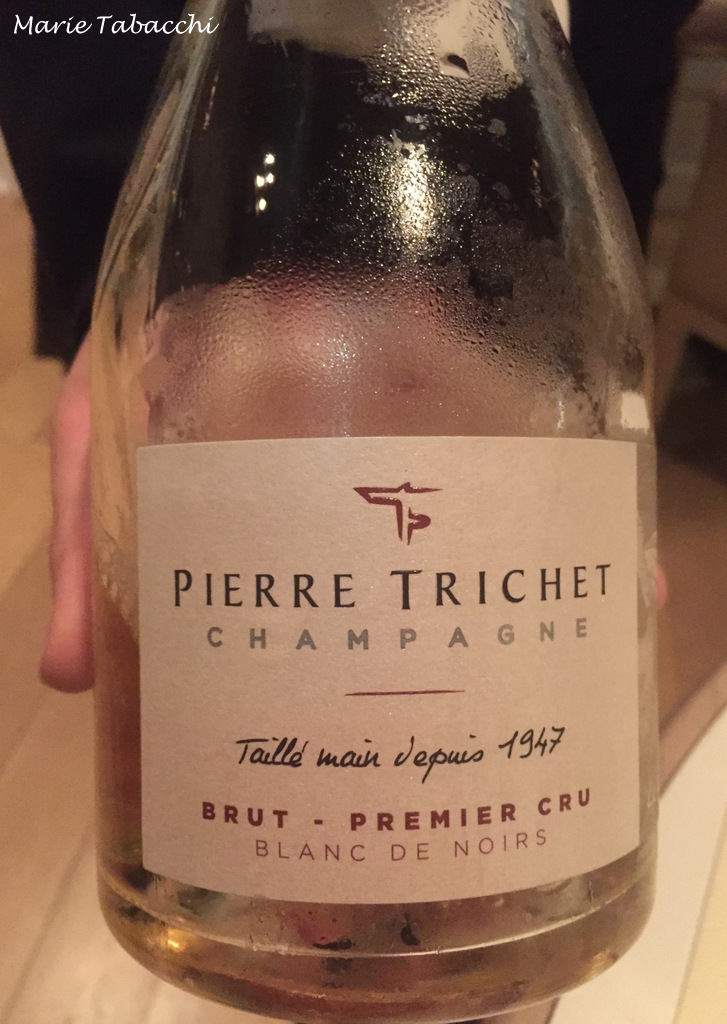 Marie Tabacchi
PIERRE TRICHET
CHAMPAGNE
Taillé main depuis 1947
BRUT - PREMIER CRU
BLANC DE NOIRS